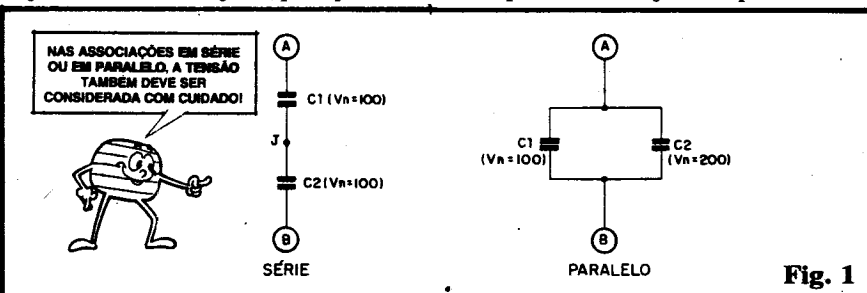 NAS ASSOCIAÇÕES EM SÉRIE
OU EM PARALELO, A TENSÃO
TAMBÉM DEVE SER
CONSIDERADA COM CUIDADO!
A
C1 (Vn=100)
J
C2 (Vn=100)
B
SÉRIE
A
C1
(Vn=100)
C2
(Vn=200)
B
PARALELO
Fig. 1